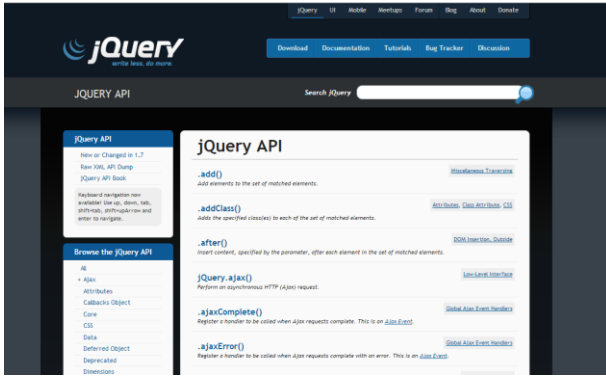 jQuery UI Mobile Meetups Forum Blog About Donate
jQuery
write less, do more.
Download Documentation Tutorials Bug Tracker Discussion
JQUERY API
Search jQuery
jQuery API
New or Changed in 1.7
Raw XML API Dump
jQuery API Book
Keyboard navigation now
available! Use up, down, tab,
shift+tab, shift+upArrow and
enter to navigate.
Browse the jQuery API
All
Ajax
Attributes
Callbacks Object
Core
CSS
Data
Deferred Object
Deprecated
Dimensions
jQuery API
.add()
Miscellaneous Traversing
Add elements to the set of matched elements.
.addClass()
Attributes, Class Attribute, CSS
Adds the specified class(es) to each of the set of matched elements.
.after()
DOM Insertion, Outside
Insert content, specified by the parameter, after each element in the set of matched elements.
jQuery.ajax()
Low-Level Interface
Perform an asynchronous HTTP (Ajax) request.
.ajaxComplete()
Global Ajax Event Handlers
Register a handler to be called when Ajax requests complete. This is an Ajax Event.
.ajaxError()
Global Ajax Event Handlers
Register a handler to be called when Ajax requests complete with an error. This is an Ajax Event.